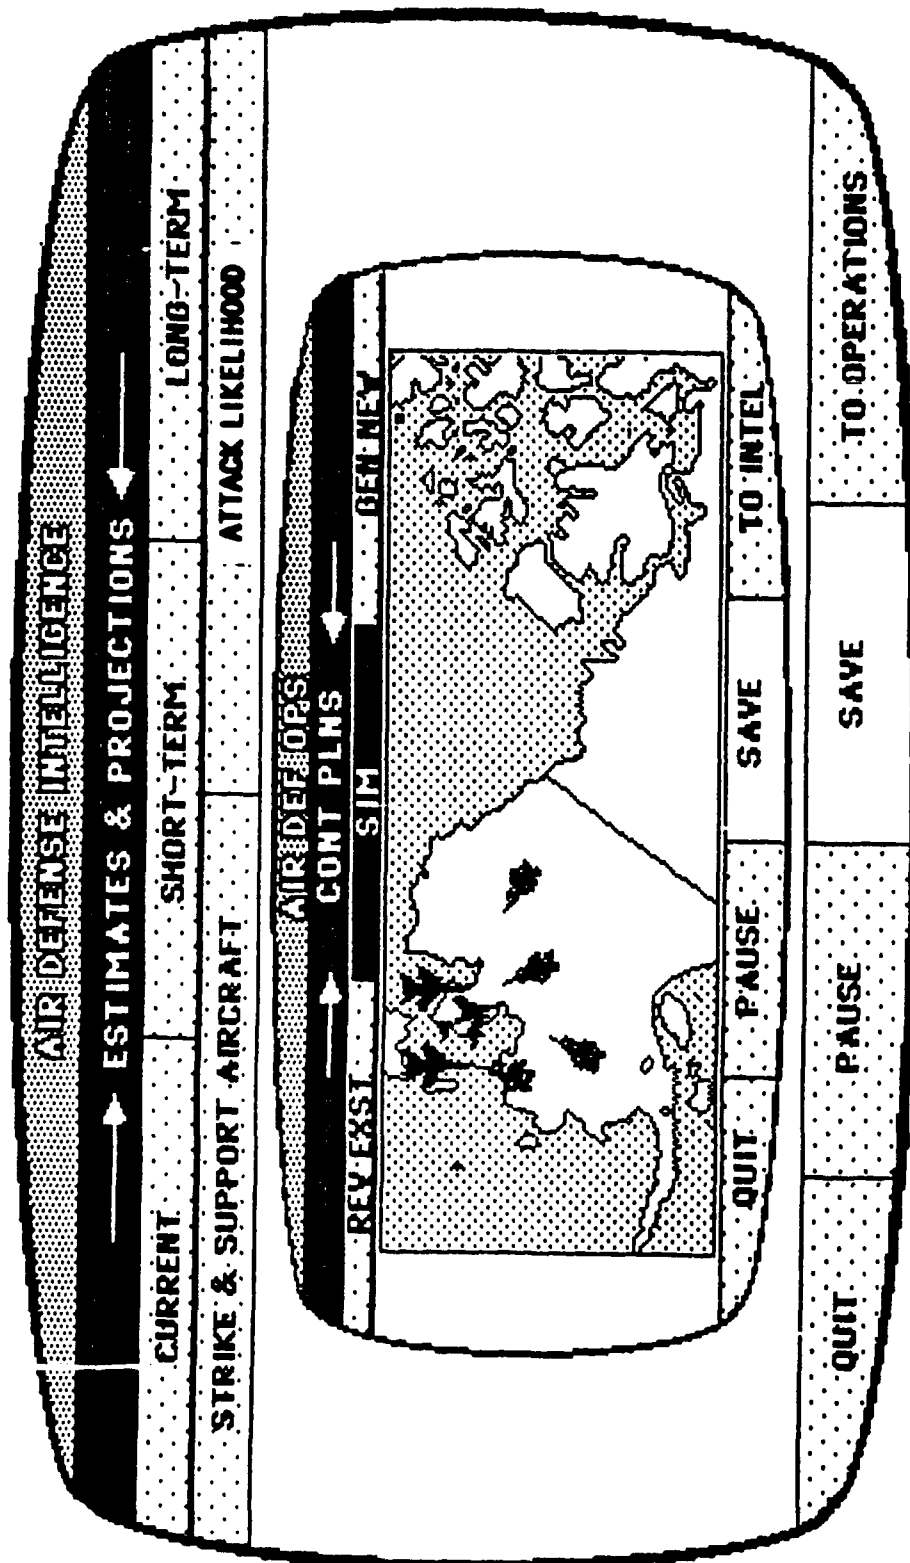 AIR DEFENSE INTELLIGENCE
ESTIMATES & PROJECTIONS
CURRENT SHORT-TERM LONG-TERM
STRIKE & SUPPORT AIRCRAFT ATTACK LIKELIHOOD
AIR DEF OPS
CONT PLNS
REV EXST SIM GEN NEY
QUIT PAUSE SAVE TO INTEL
QUIT PAUSE SAVE TO OPERATIONS